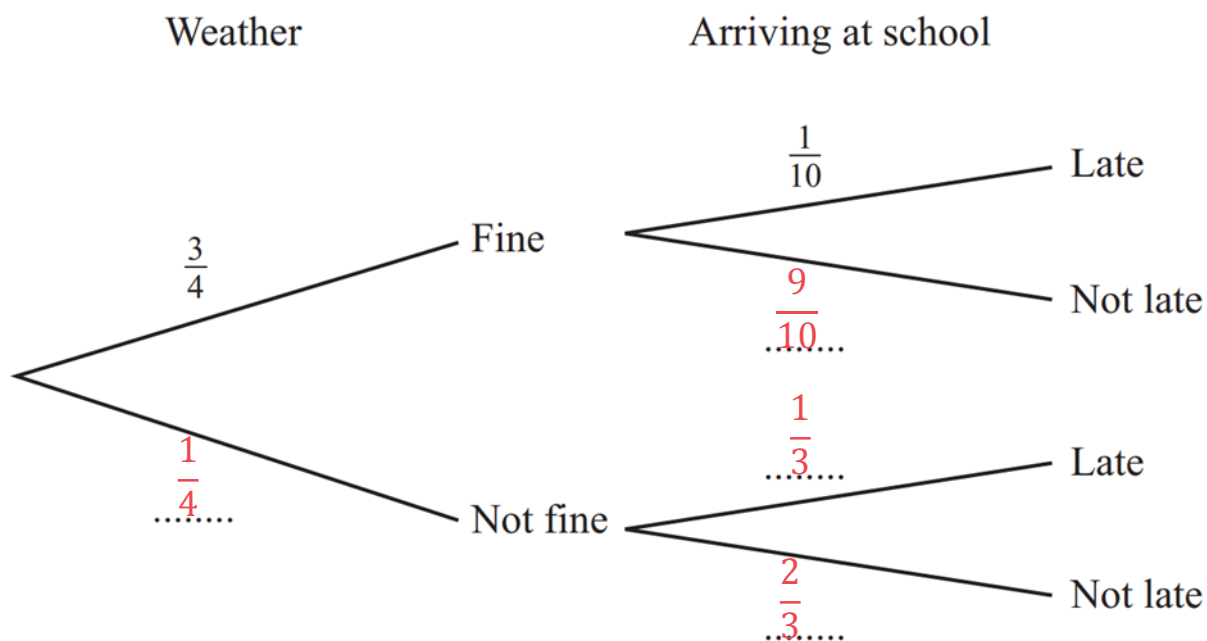 Weather Arriving at school
1/10 Late
3/4 Fine
9/10 Not late
........
1/3 Late
........
1/4 Not fine
........
2/3 Not late
........